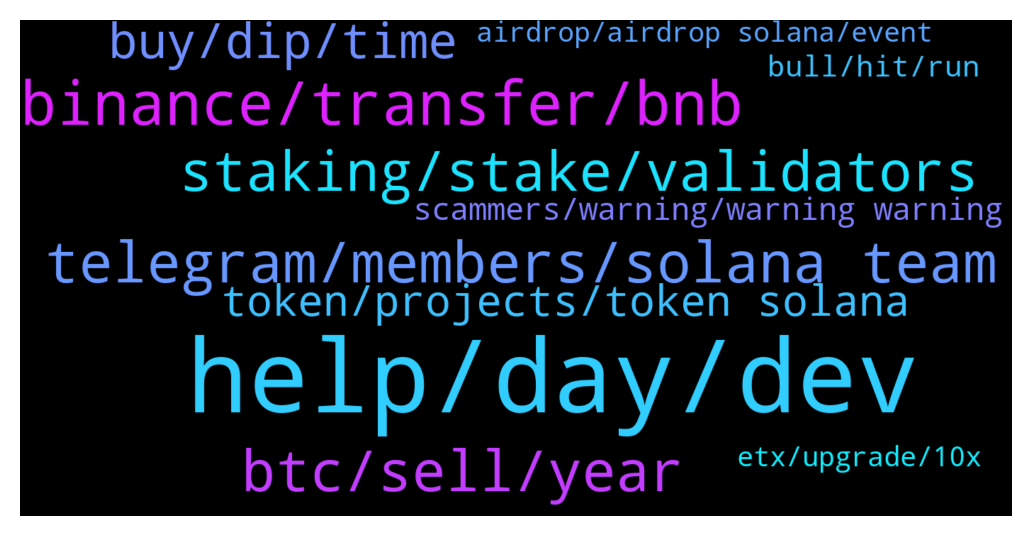 airdrop/airdrop solana/event
buy/dip/time
bull/hit/run
binance/transfer/bnb
staking/stake/validators
scammers/warning/warning warning
telegram/members/solana team
token/projects/token solana
help/day/dev
btc/sell/year
etx/upgrade/10x